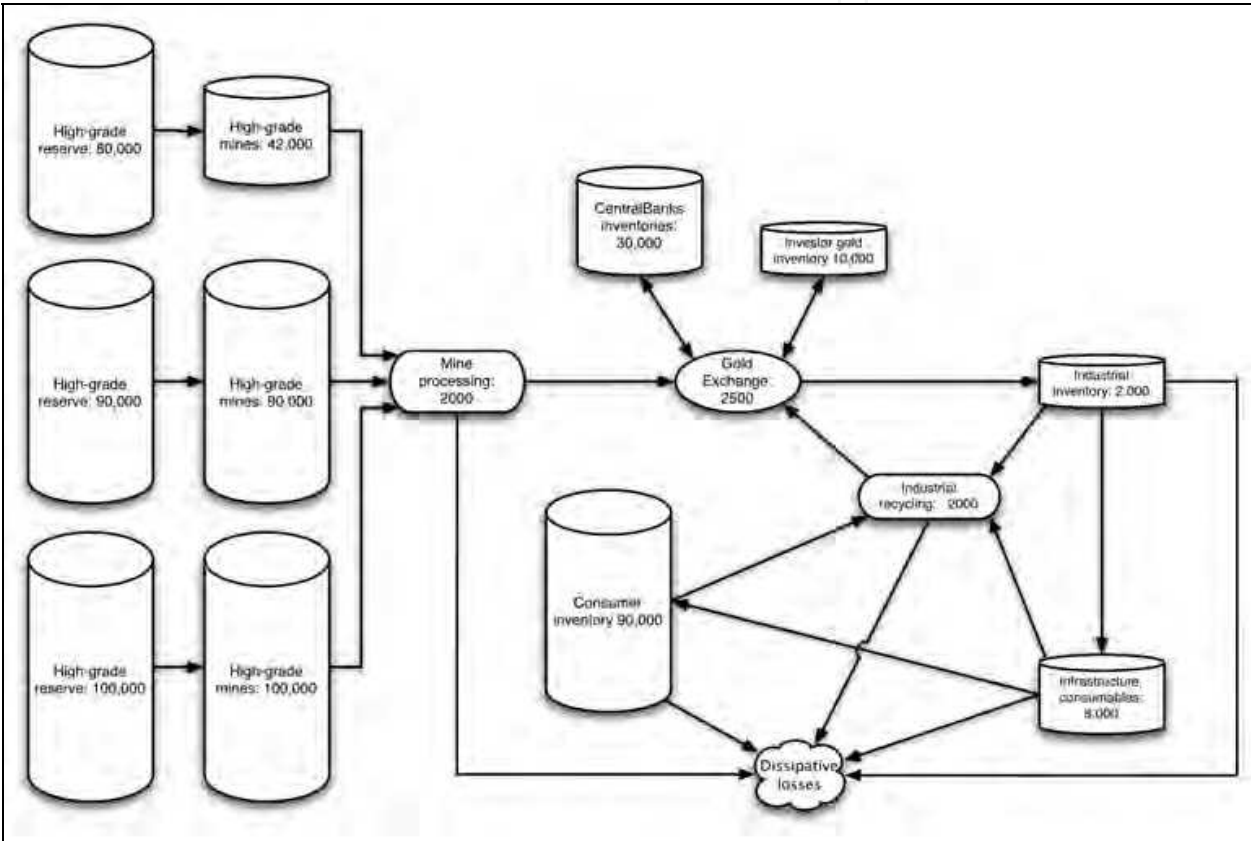 High-grade
reserve: 80,000
High-grade
mines: 42,000
CentralBanks
inventories:
30,000
Investor gold
inventory 10,000
High-grade
reserve: 90,000
High-grade
mines: 80,000
Mine
processing:
2000
Gold
Exchange:
2500
Industrial
Inventory: 2,000
Industrial
recycling: 2000
Consumer
inventory 90,000
High-grade
reserve: 100,000
High-grade
mines: 100,000
Infrastructure
consumables:
8,000
Dissipative
losses